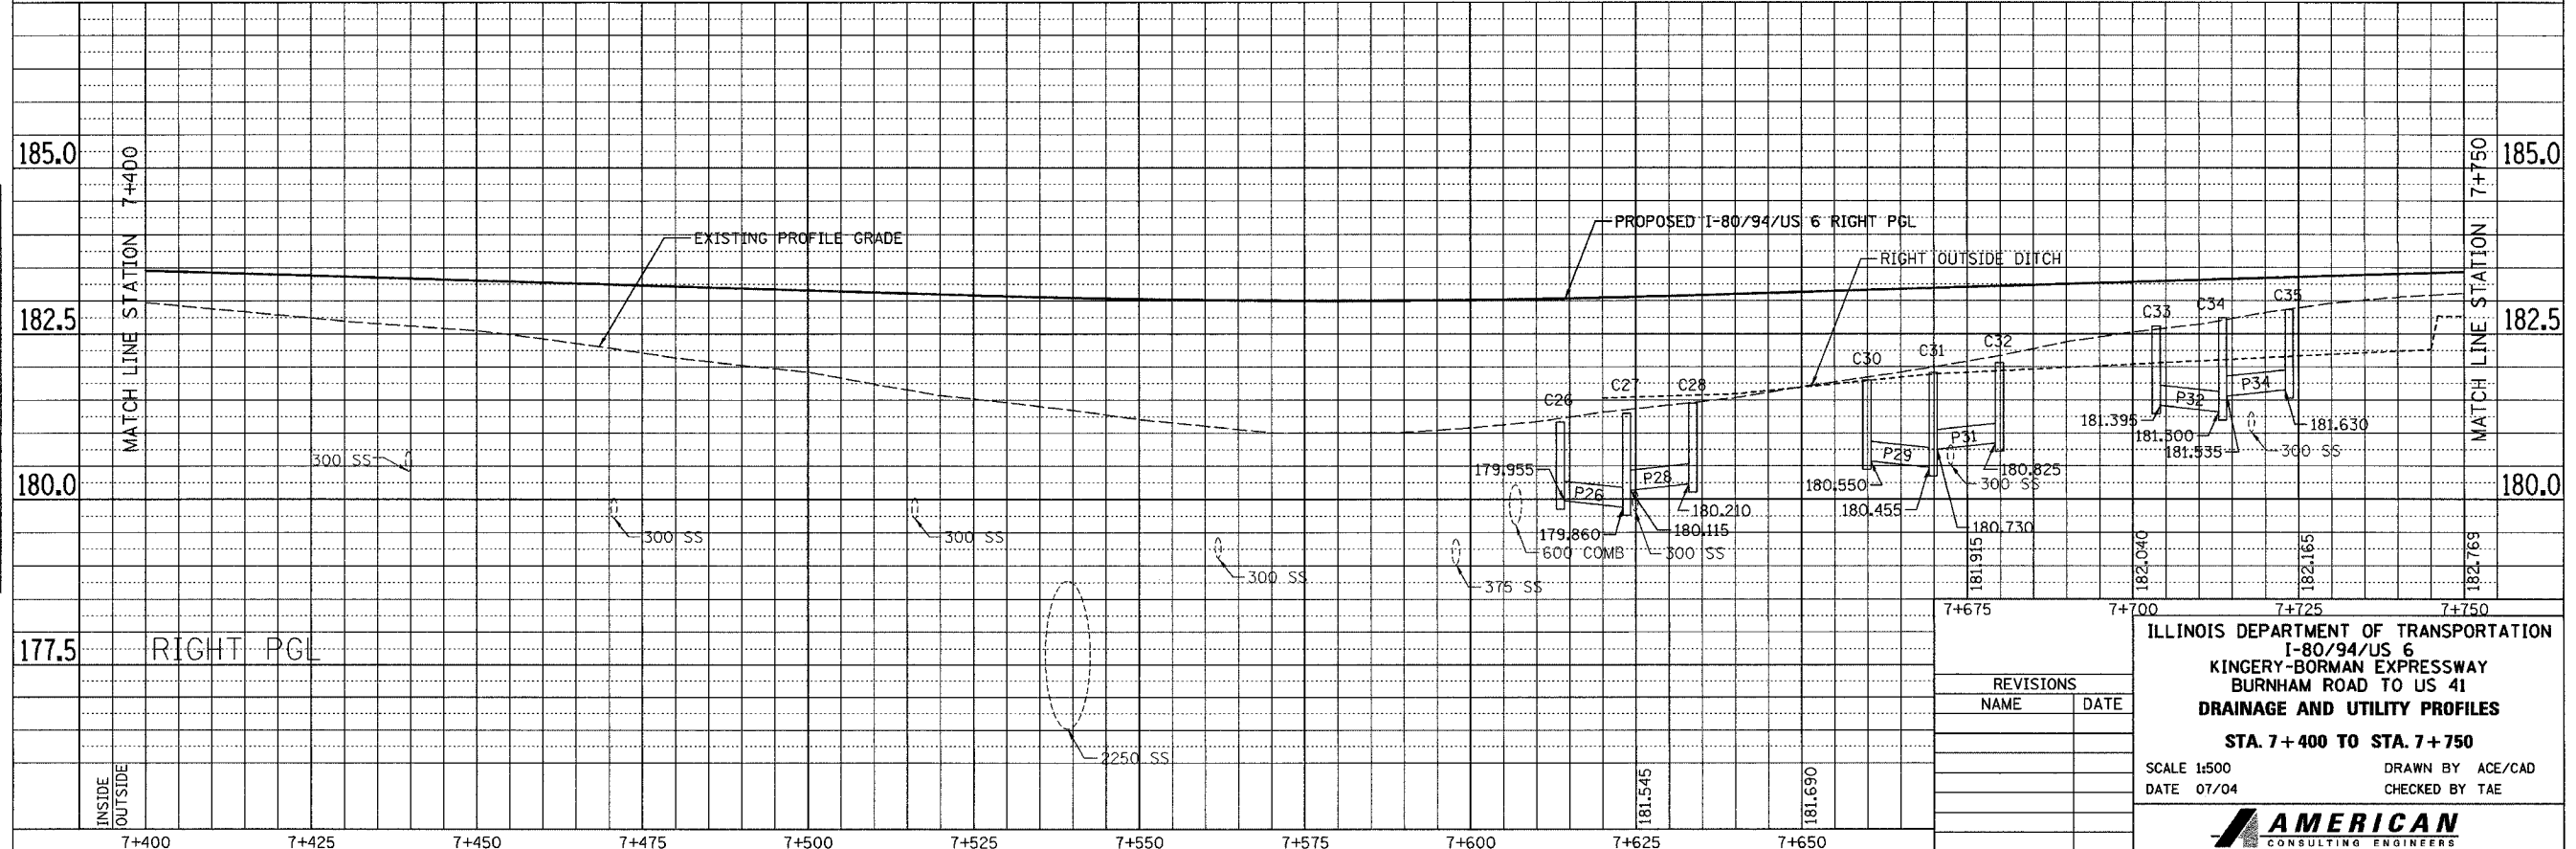 185.0
182.5
180.0
177.5
MATCH LINE STATION 7+400
EXISTING PROFILE GRADE
PROPOSED I-80/94/US 6 RIGHT PGL
RIGHT OUTSIDE DITCH
MATCH LINE STATION 7+750
185.0
182.5
180.0
C26
C27
C28
C30
C31
C32
C33
C34
C35
P26
P28
P29
P31
P32
P34
300 SS
300 SS
300 SS
2250 SS
300 SS
375 SS
600 COMB
179.955
179.860
180.115
180.210
300 SS
180.550
180.455
180.730
180.825
300 SS
181.395
181.300
181.535
181.630
300 SS
181.545
181.690
181.915
182.040
182.165
182.769
RIGHT PGL
INSIDE
OUTSIDE
7+400
7+425
7+450
7+475
7+500
7+525
7+550
7+575
7+600
7+625
7+650
7+675
7+700
7+725
7+750
REVISIONS
NAME DATE
ILLINOIS DEPARTMENT OF TRANSPORTATION
I-80/94/US 6
KINGERY-BORMAN EXPRESSWAY
BURNHAM ROAD TO US 41
DRAINAGE AND UTILITY PROFILES
STA. 7+400 TO STA. 7+750
SCALE 1:500 DRAWN BY ACE/CAD
DATE 07/04 CHECKED BY TAE
AMERICAN
CONSULTING ENGINEERS